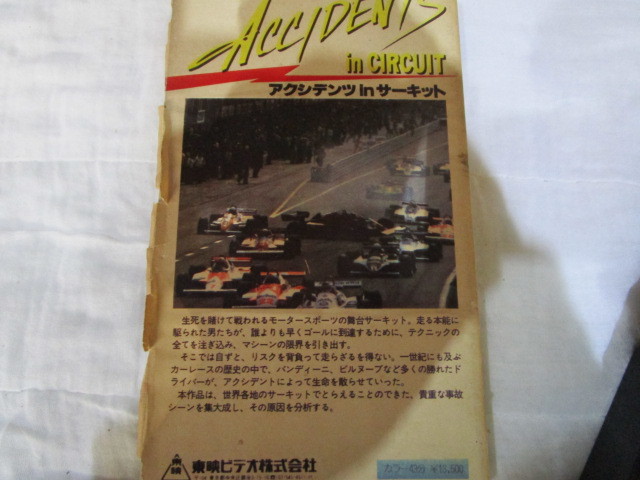 ACCIDENTS
in CIRCUIT
アクシデンツinサーキット
生死を賭けて戦われるモータースポーツの舞台サーキット。走る本能に
駆られた男たちが、誰よりも早くゴールに到達するために、テクニックの
全てを注ぎ込み、マシーンの限界を引き出す。
そこでは自ずと、リスクを背負って走らざるを得ない。一世紀にも及ぶ
カーレースの歴史の中で、バンディーニ、ビルヌーブなど多くの勝れたド
ライバーが、アクシデントによって生命を散らせていった。
本作品は、世界各地のサーキットでとらえることのできた、貴重な事故
シーンを集大成し、その原因を分析する。
東映
東映ビデオ株式会社
カラー43分 ¥15,500